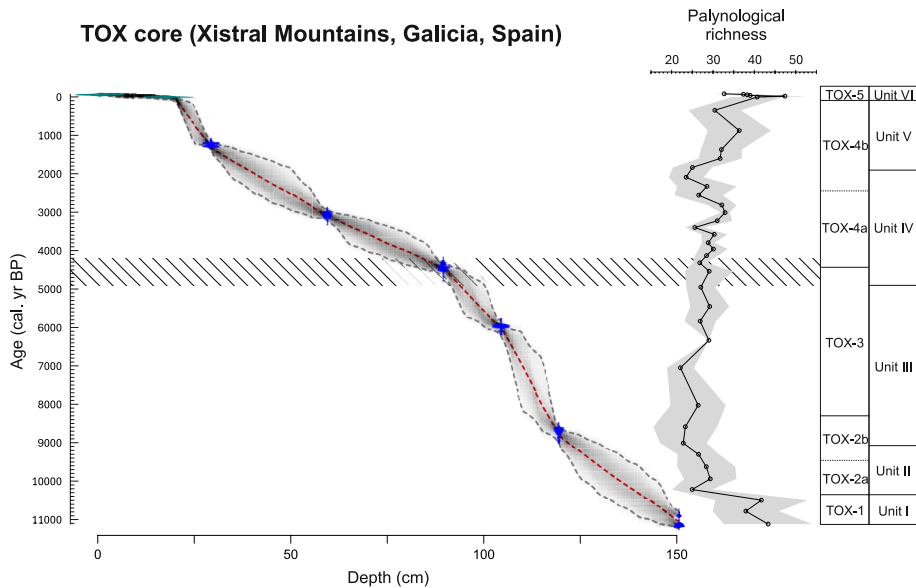 TOX core (Xistral Mountains, Galicia, Spain)
Palynological
richness
20 30 40 50
Age (cal. yr BP)
0
1000
2000
3000
4000
5000
6000
7000
8000
9000
10000
11000
0 50 100 150
Depth (cm)
TOX-5 Unit VI
TOX-4b Unit V
TOX-4a Unit IV
TOX-3 Unit III
TOX-2b
TOX-2a Unit II
TOX-1 Unit I